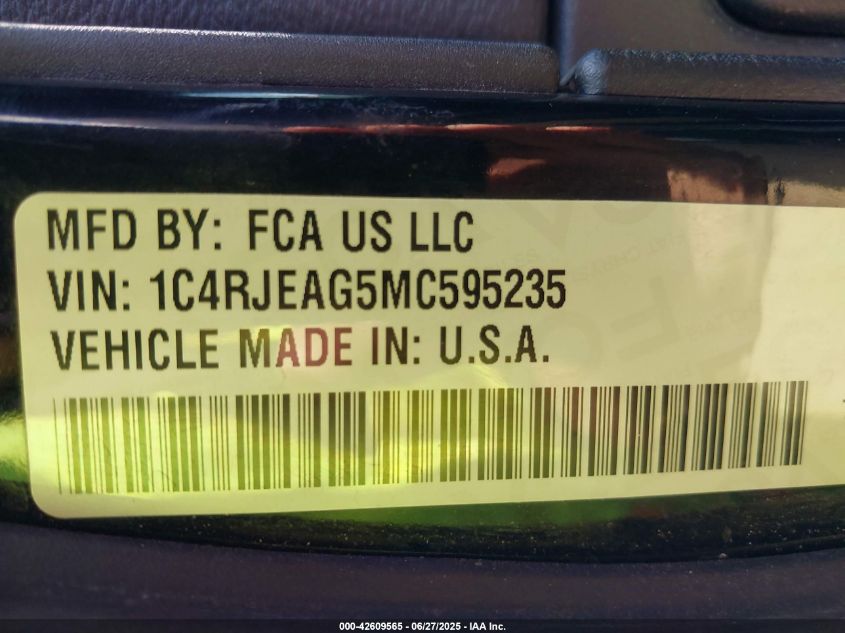 MFD BY: FCA US LLC
VIN: 1C4RJEAG5MC595235
VEHICLE MADE IN: U.S.A.
000-42609565 - 06/27/2025 - IAA Inc.